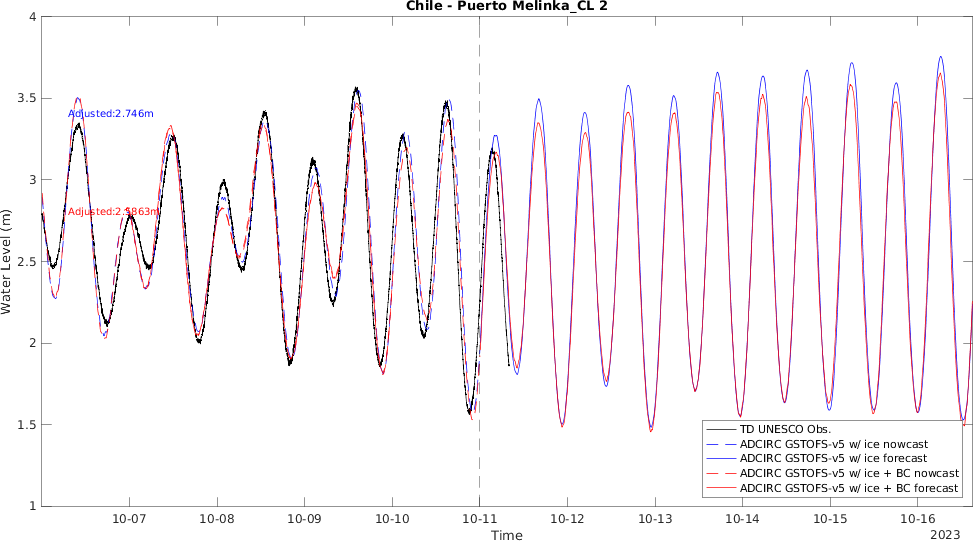 Chile - Puerto Melinka_CL 2
4
3.5
3
2.5
2
1.5
1
Water Level (m)
Adjusted:2.746m
10-07
10-08
10-09
10-10
10-11
10-12
10-13
10-14
10-15
10-16
Time
2023
TD UNESCO Obs.
ADCIRC GSTOFS-v5 w/ ice nowcast
ADCIRC GSTOFS-v5 w/ ice forecast
ADCIRC GSTOFS-v5 w/ ice + BC nowcast
ADCIRC GSTOFS-v5 w/ ice + BC forecast